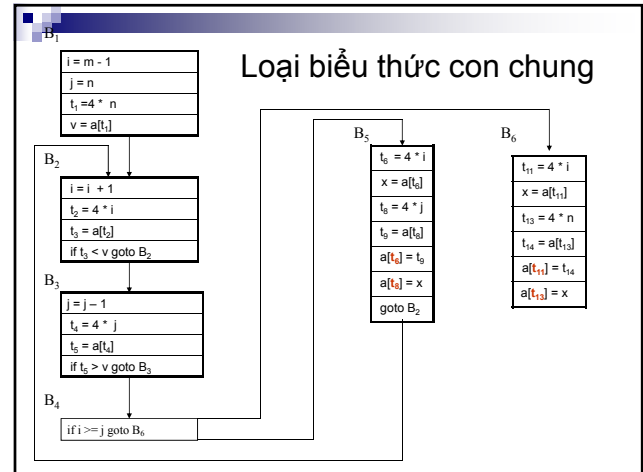 Loại biểu thức con chung
B₁
i = m - 1
j = n
t₁ =4 * n
v = a[t₁]
B₂
i = i + 1
t₂ = 4 * i
t₃ = a[t₂]
if t₃ < v goto B₂
B₃
j = j – 1
t₄ = 4 * j
t₅ = a[t₄]
if t₅ > v goto B₃
B₄
if i >= j goto B₆
B₅
t₆ = 4 * i
x = a[t₆]
t₈ = 4 * j
t₉ = a[t₈]
a[t₆] = t₉
a[t₈] = x
goto B₂
B₆
t₁₁ = 4 * i
x = a[t₁₁]
t₁₃ = 4 * n
t₁₄ = a[t₁₃]
a[t₁₁] = t₁₄
a[t₁₃] = x